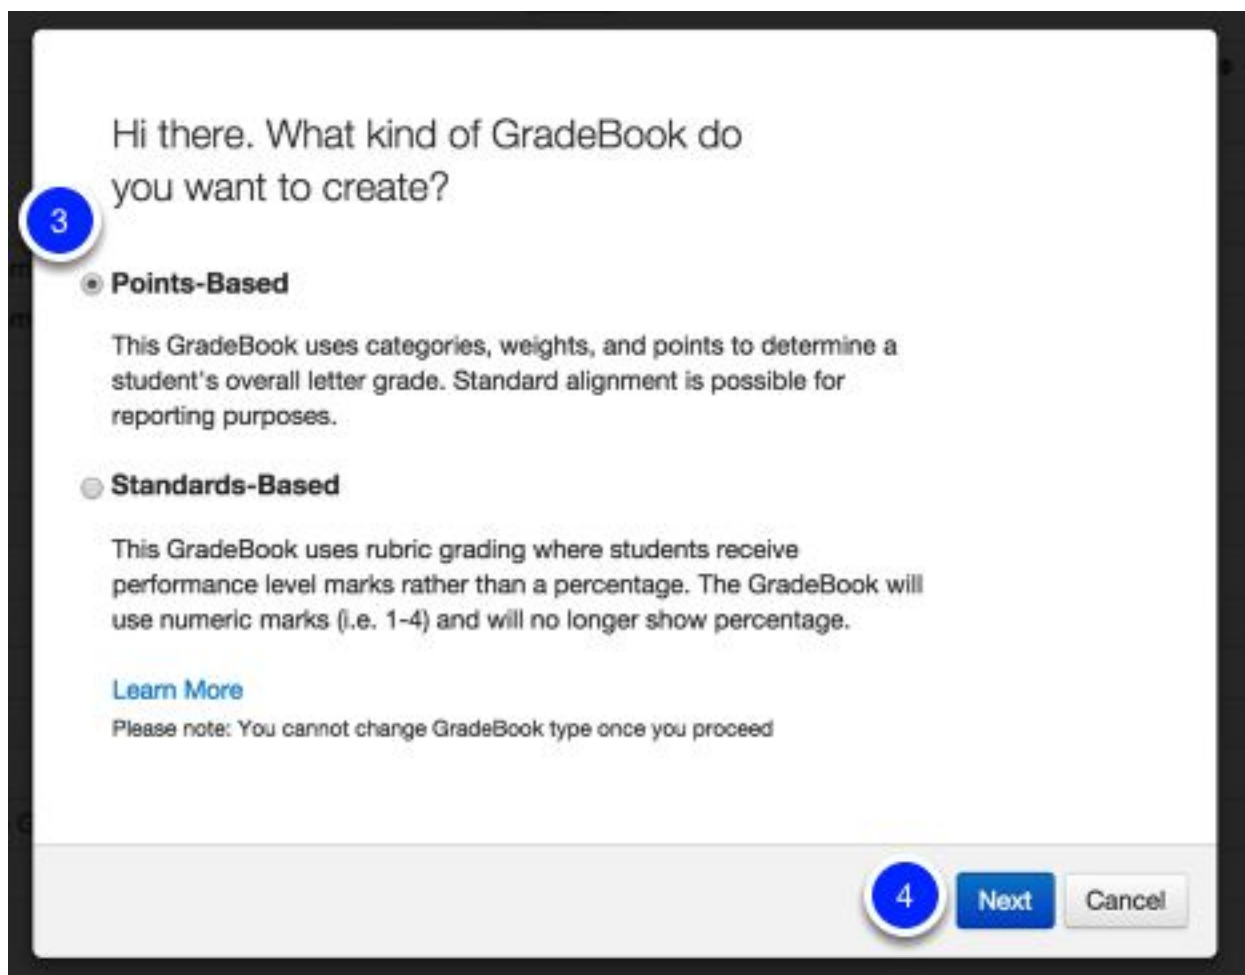 Hi there. What kind of GradeBook do
you want to create?
3
Points-Based
This GradeBook uses categories, weights, and points to determine a
student's overall letter grade. Standard alignment is possible for
reporting purposes.
Standards-Based
This GradeBook uses rubric grading where students receive
performance level marks rather than a percentage. The GradeBook will
use numeric marks (i.e. 1-4) and will no longer show percentage.
Learn More
Please note: You cannot change GradeBook type once you proceed
4
Next
Cancel